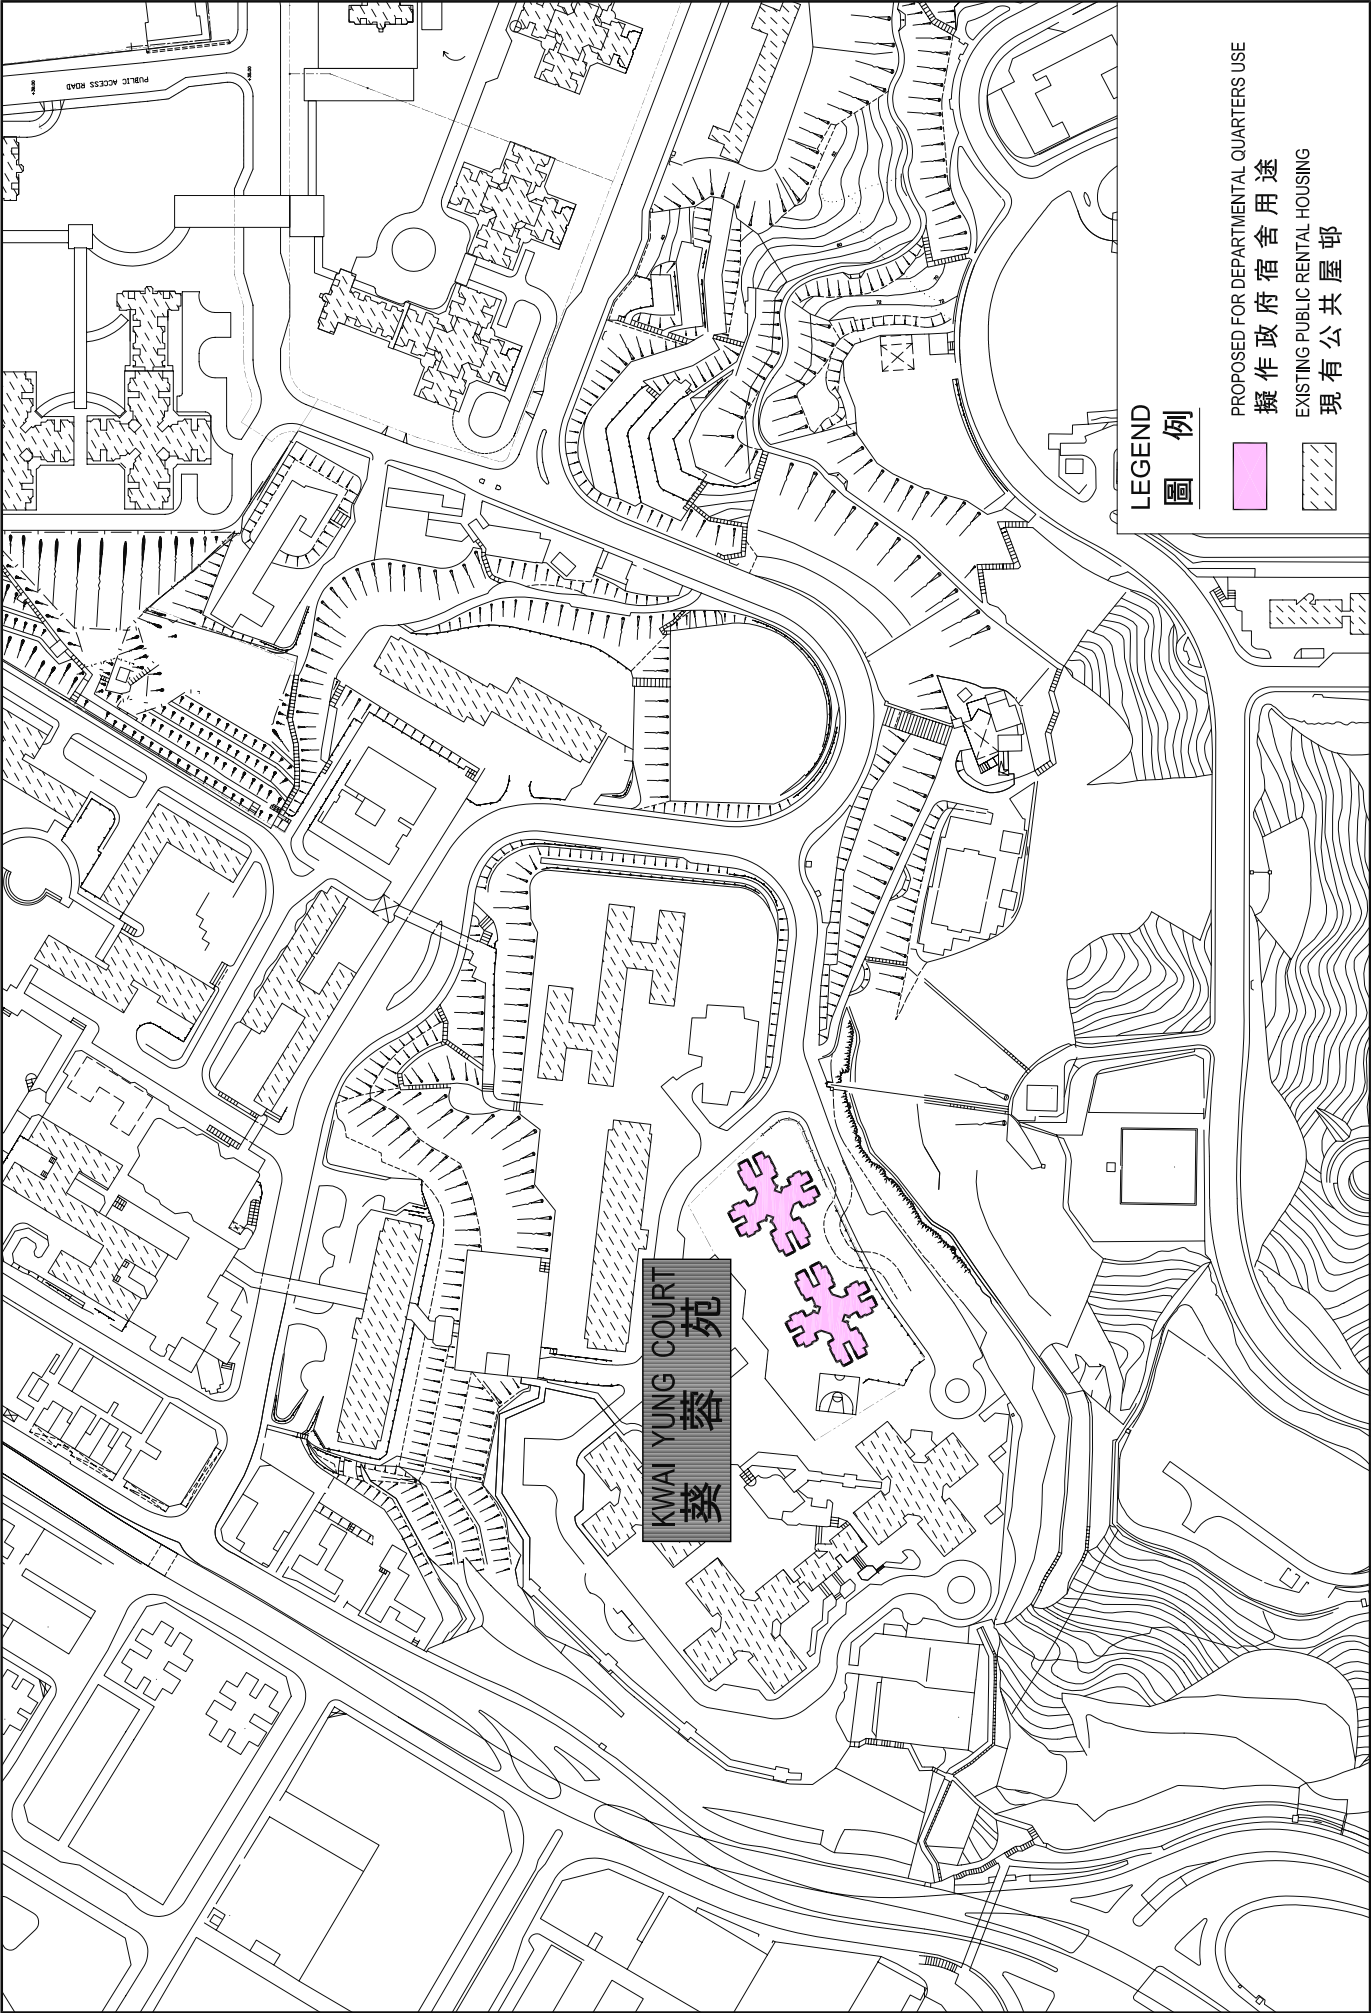 PUBLIC ACCESS ROAD
KWAI YUNG COURT
葵蓉苑
LEGEND
圖例
PROPOSED FOR DEPARTMENTAL QUARTERS USE
擬作政府宿舍用途
EXISTING PUBLIC RENTAL HOUSING
現有公共屋邨